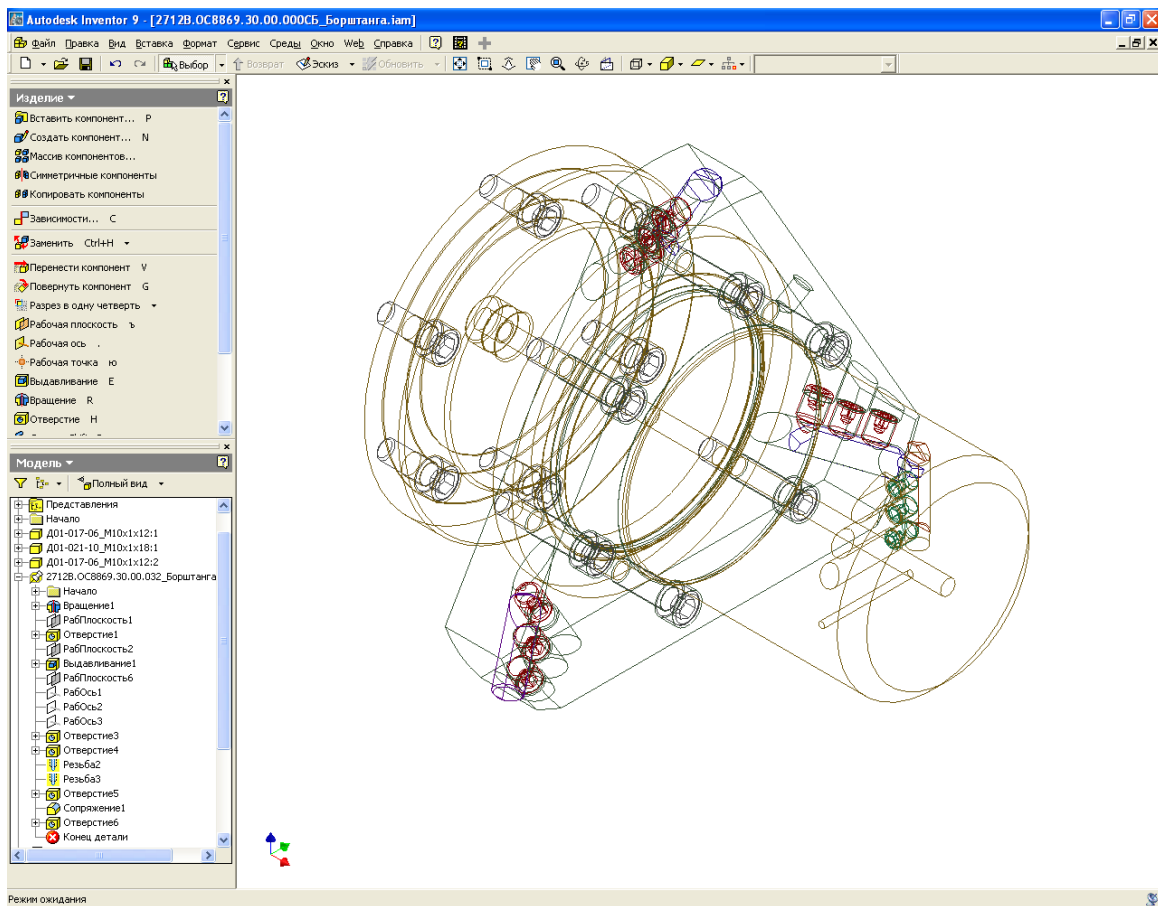 Autodesk Inventor 9 - [2712В.ОС8869.30.00.000СБ_Борштанга.iam]
Файл Правка Вид Вставка Формат Сервис Среды Окно Web Справка
Выбор Возврат Эскиз Обновить
Изделие
Вставить компонент... P
Создать компонент... N
Массив компонентов...
Симметричные компоненты
Копировать компоненты
Зависимости... C
Заменить Ctrl+H
Перенести компонент V
Повернуть компонент G
Разрез в одну четверть
Рабочая плоскость ъ
Рабочая ось .
Рабочая точка ю
Выдавливание E
Вращение R
Отверстие H
Модель
Полный вид
Представления
Начало
Д01-017-06_М10х1х12:1
Д01-021-10_М10х1х18:1
Д01-017-06_М10х1х12:2
2712В.ОС8869.30.00.032_Борштанга
Начало
Вращение1
РабПлоскость1
Отверстие1
РабПлоскость2
Выдавливание1
РабПлоскость6
РабОсь1
РабОсь2
РабОсь3
Отверстие3
Отверстие4
Резьба2
Резьба3
Отверстие5
Сопряжение1
Отверстие6
Конец детали
Режим ожидания